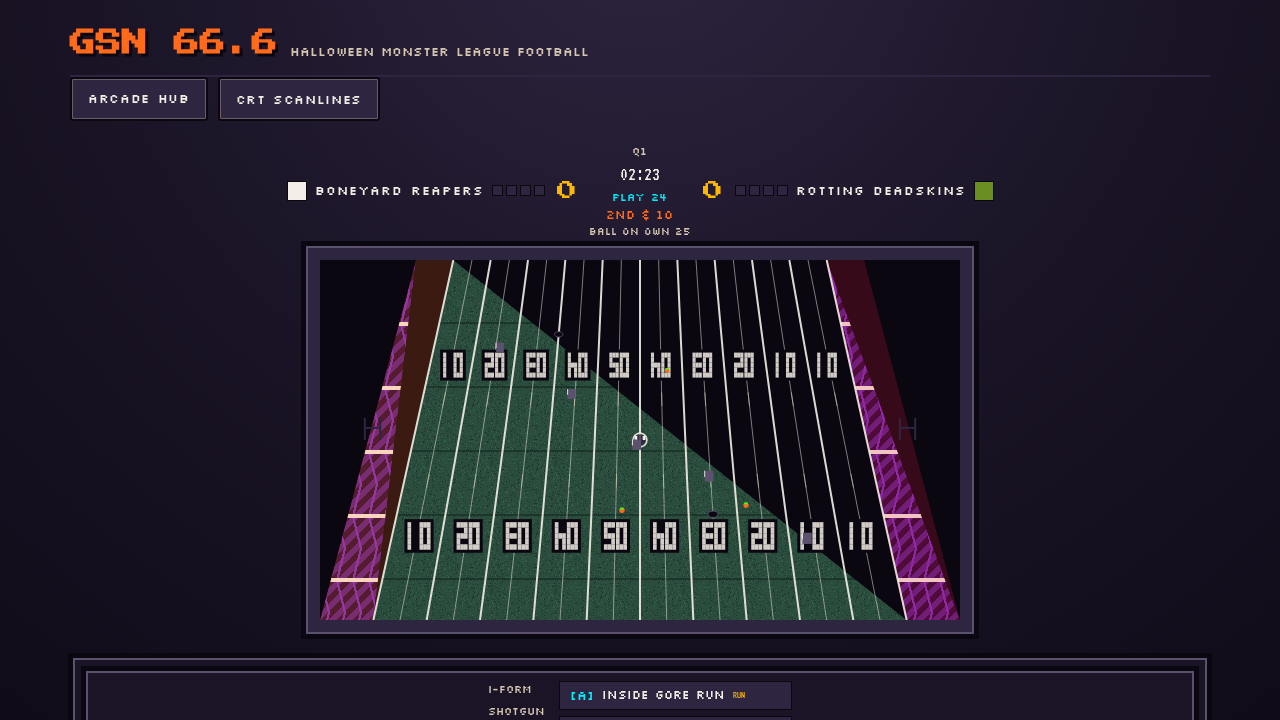 GSN 66.6
HALLOWEEN MONSTER LEAGUE FOOTBALL
ARCADE HUB
CRT SCANLINES
Q1
02:23
BONEYARD REAPERS 0
0 ROTTING DEADSKINS
PLAY 24
2ND & 10
BALL ON OWN 25
10 20 30 40 50 40 30 20 10 10
10 20 30 40 50 40 30 20 10 10
I-FORM
[A] INSIDE GORE RUN RUN
SHOTGUN